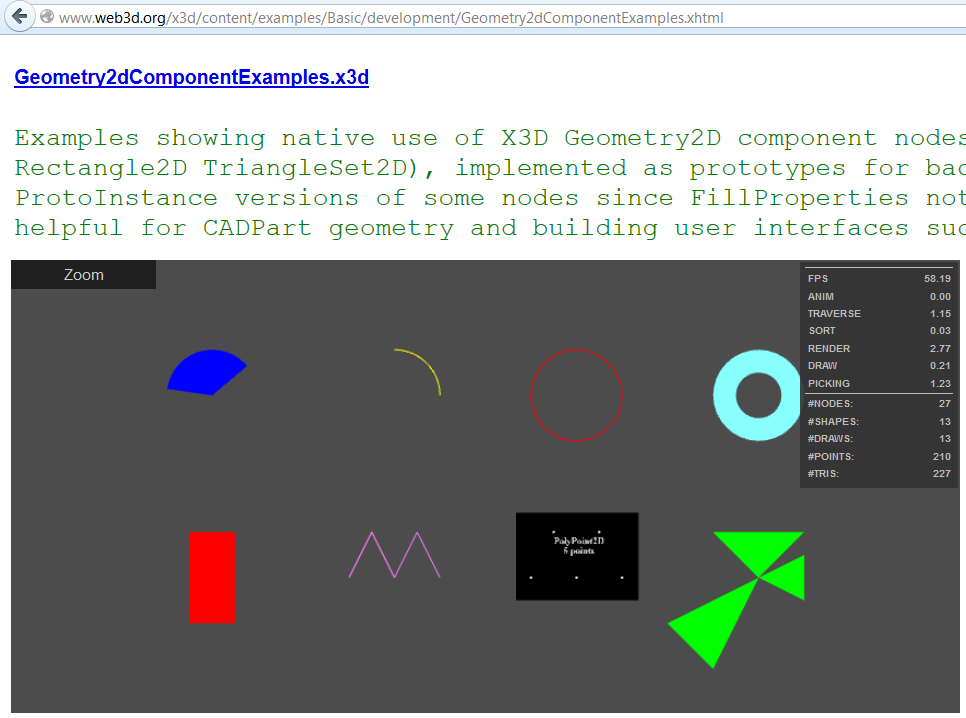 www.web3d.org/x3d/content/examples/Basic/development/Geometry2dComponentExamples.xhtml
Geometry2dComponentExamples.x3d
Examples showing native use of X3D Geometry2D component nodes
Rectangle2D TriangleSet2D), implemented as prototypes for bac
ProtoInstance versions of some nodes since FillProperties not
helpful for CADPart geometry and building user interfaces suc
Zoom
FPS 58.19
ANIM 0.00
TRAVERSE 1.15
SORT 0.03
RENDER 2.77
DRAW 0.21
PICKING 1.23
#NODES: 27
#SHAPES: 13
#DRAWS: 13
#POINTS: 210
#TRIS: 227
PolyPoint2D
5 points